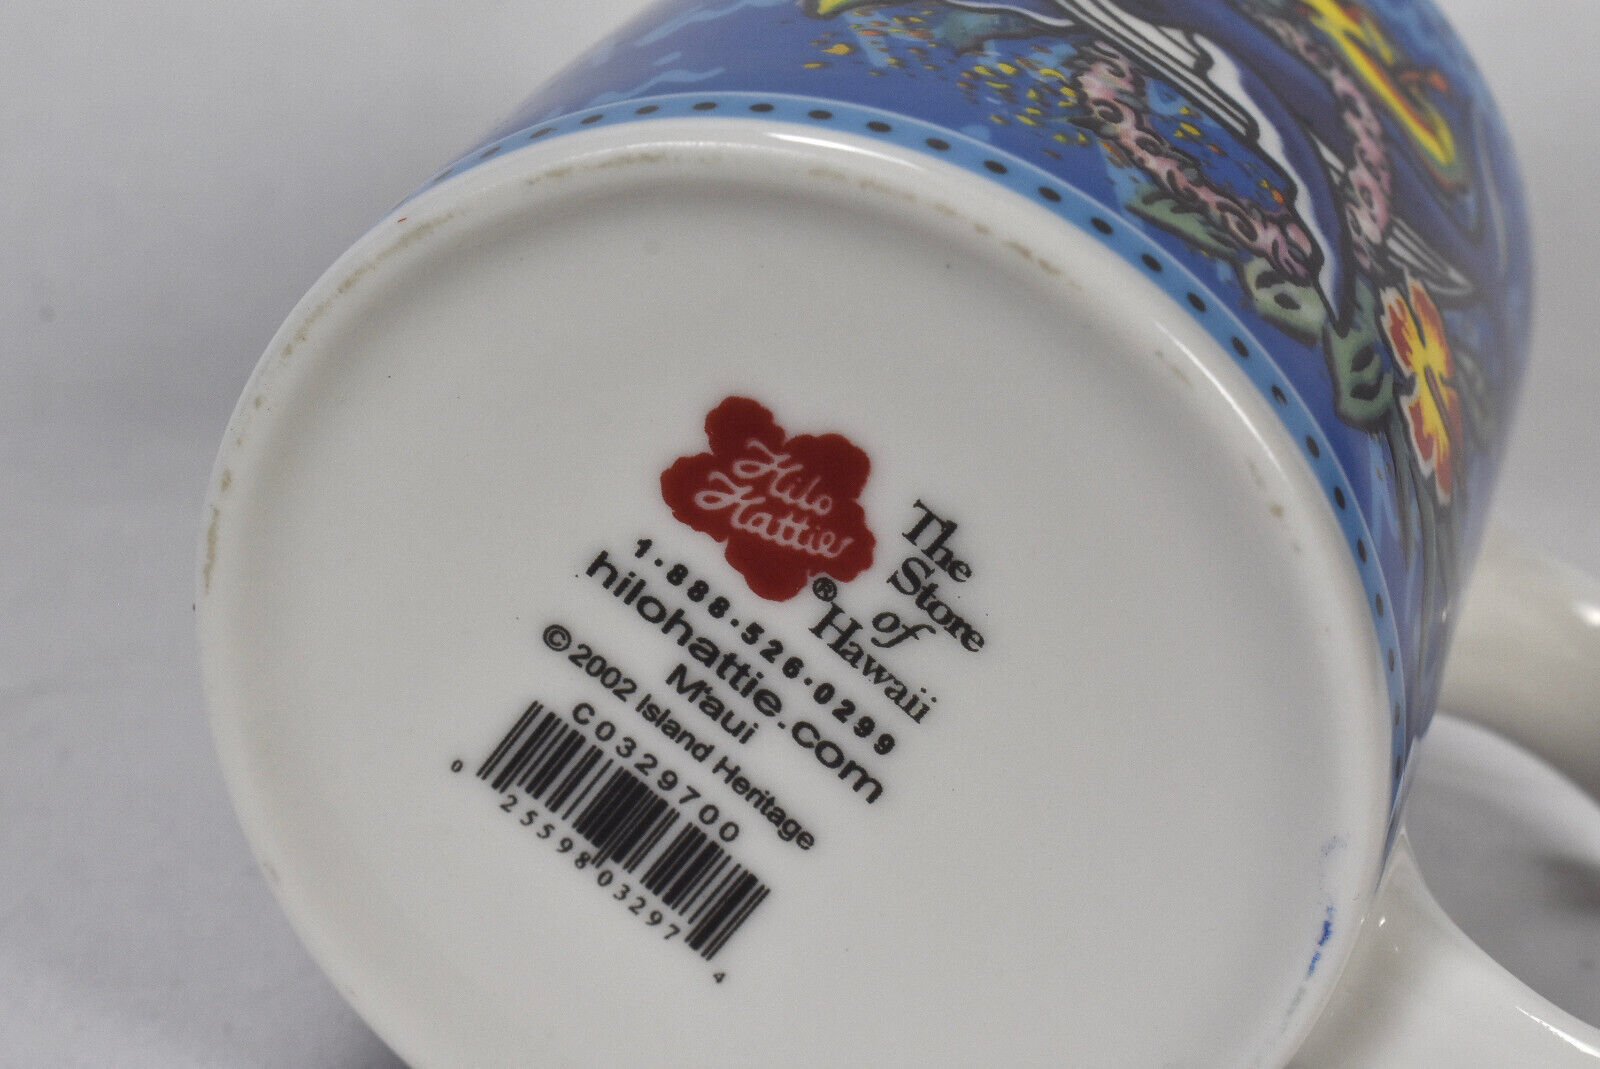 Hilo
Hattie®
The
Store
of
Hawaii
1·888·526·0299
hilohattie.com
M'aui
©2002 Island Heritage
C0329700
0 25598 03297 4